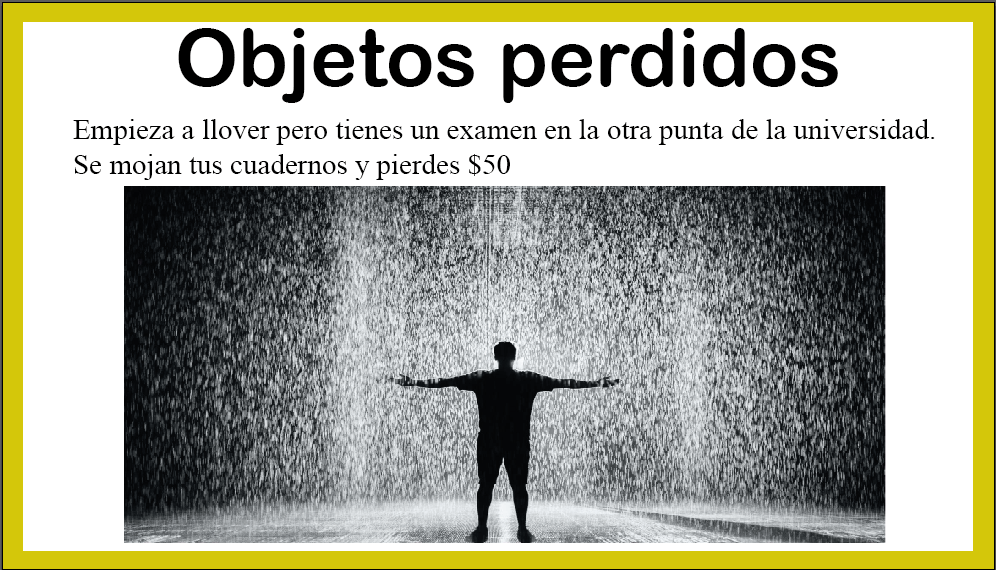 Objetos perdidos
Empieza a llover pero tienes un examen en la otra punta de la universidad.
Se mojan tus cuadernos y pierdes $50